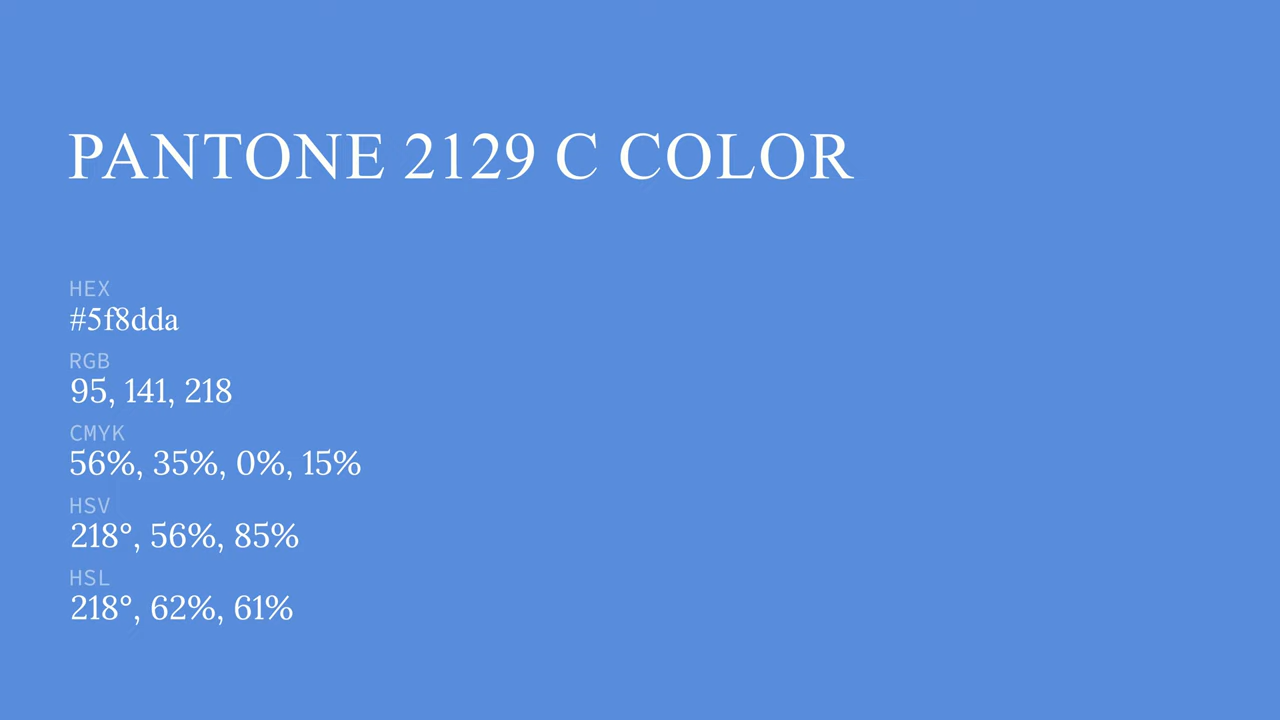 PANTONE 2129 C COLOR
HEX
#5f8dda
RGB
95, 141, 218
CMYK
56%, 35%, 0%, 15%
HSV
218°, 56%, 85%
HSL
218°, 62%, 61%